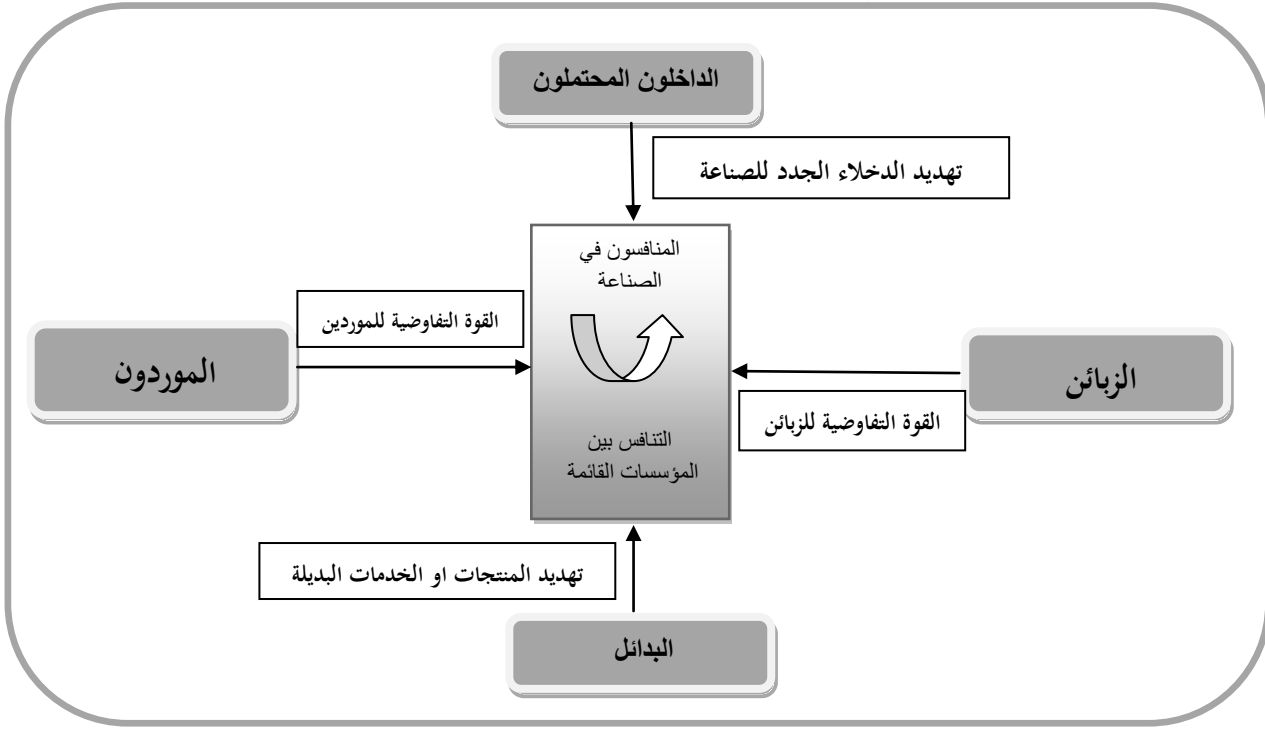 الداخلون المحتملون
تهديد الدخلاء الجدد للصناعة
المنافسون في
الصناعة
القوة التفاوضية للموردين
الموردون
الزبائن
القوة التفاوضية للزبائن
التنافس بين
المؤسسات القائمة
تهديد المنتجات او الخدمات البديلة
البدائل